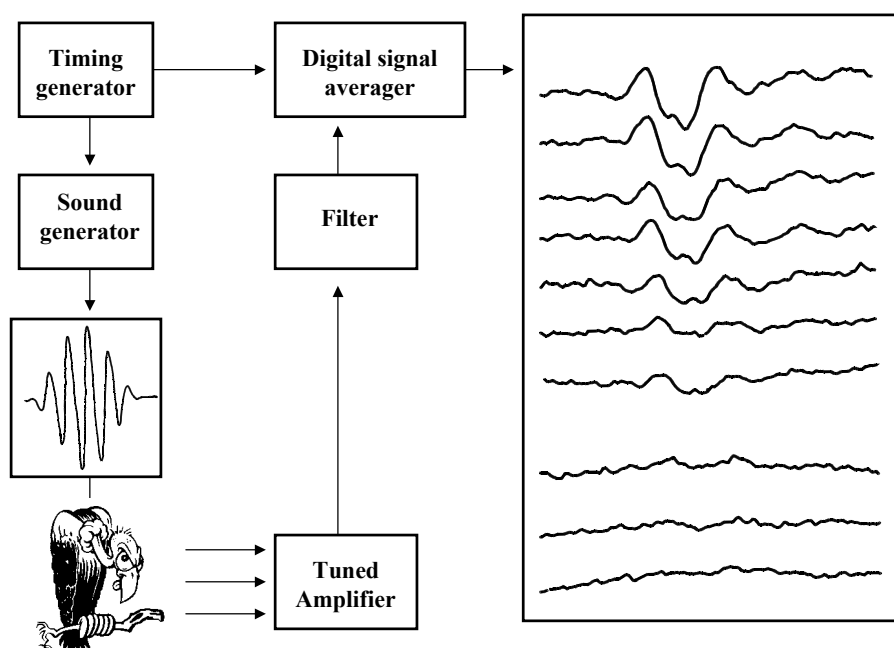 Timing
generator
Digital signal
averager
Sound
generator
Filter
Tuned
Amplifier